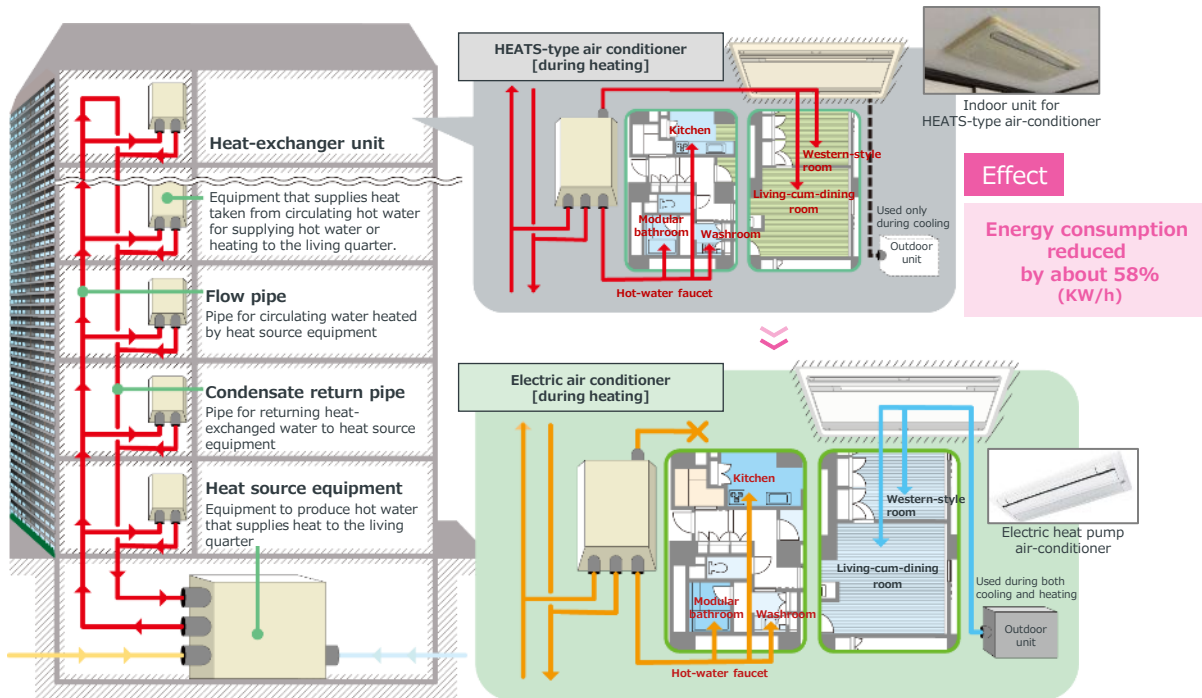 Heat-exchanger unit
Equipment that supplies heat
taken from circulating hot water
for supplying hot water or
heating to the living quarter.
Flow pipe
Pipe for circulating water heated
by heat source equipment
Condensate return pipe
Pipe for returning heat-
exchanged water to heat source
equipment
Heat source equipment
Equipment to produce hot water
that supplies heat to the living
quarter
HEATS-type air conditioner
[during heating]
Kitchen
Western-style
room
Living-cum-dining
room
Modular
bathroom
Washroom
Hot-water faucet
Used only
during cooling
Outdoor
unit
Indoor unit for
HEATS-type air-conditioner
Effect
Energy consumption
reduced
by about 58%
(KW/h)
Electric air conditioner
[during heating]
Kitchen
Western-style
room
Living-cum-dining
room
Modular
bathroom
Washroom
Hot-water faucet
Electric heat pump
air-conditioner
Used during both
cooling and heating
Outdoor
unit